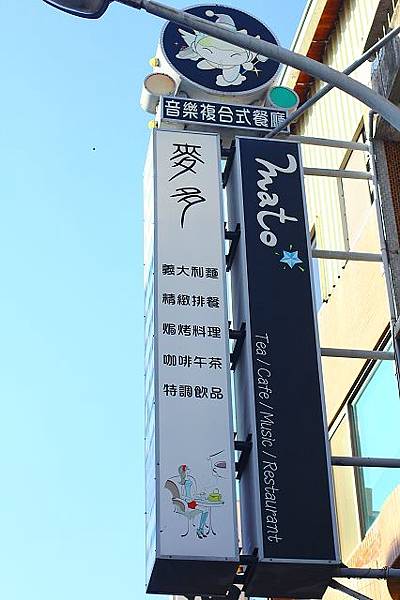 音樂複合式餐廳
麥多
義大利麵
精緻排餐
焗烤料理
咖啡午茶
特調飲品
mato
Tea / Cafe / Music / Restaurant